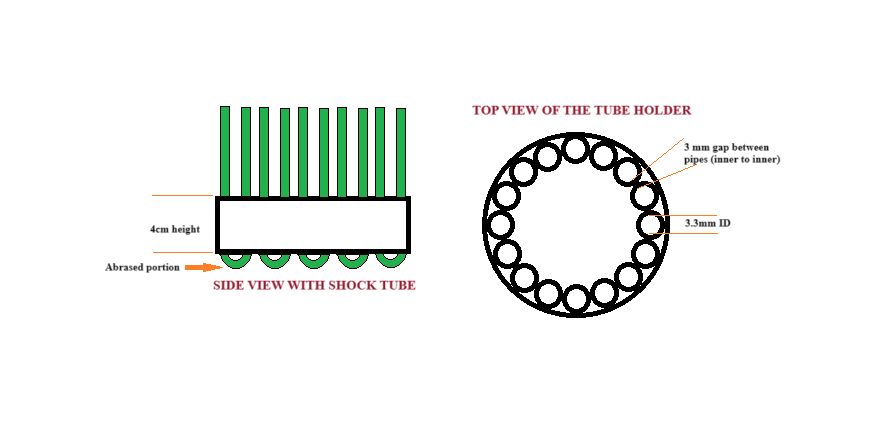 TOP VIEW OF THE TUBE HOLDER
3 mm gap between
pipes (inner to inner)
4cm height
3.3mm ID
Abrased portion
SIDE VIEW WITH SHOCK TUBE